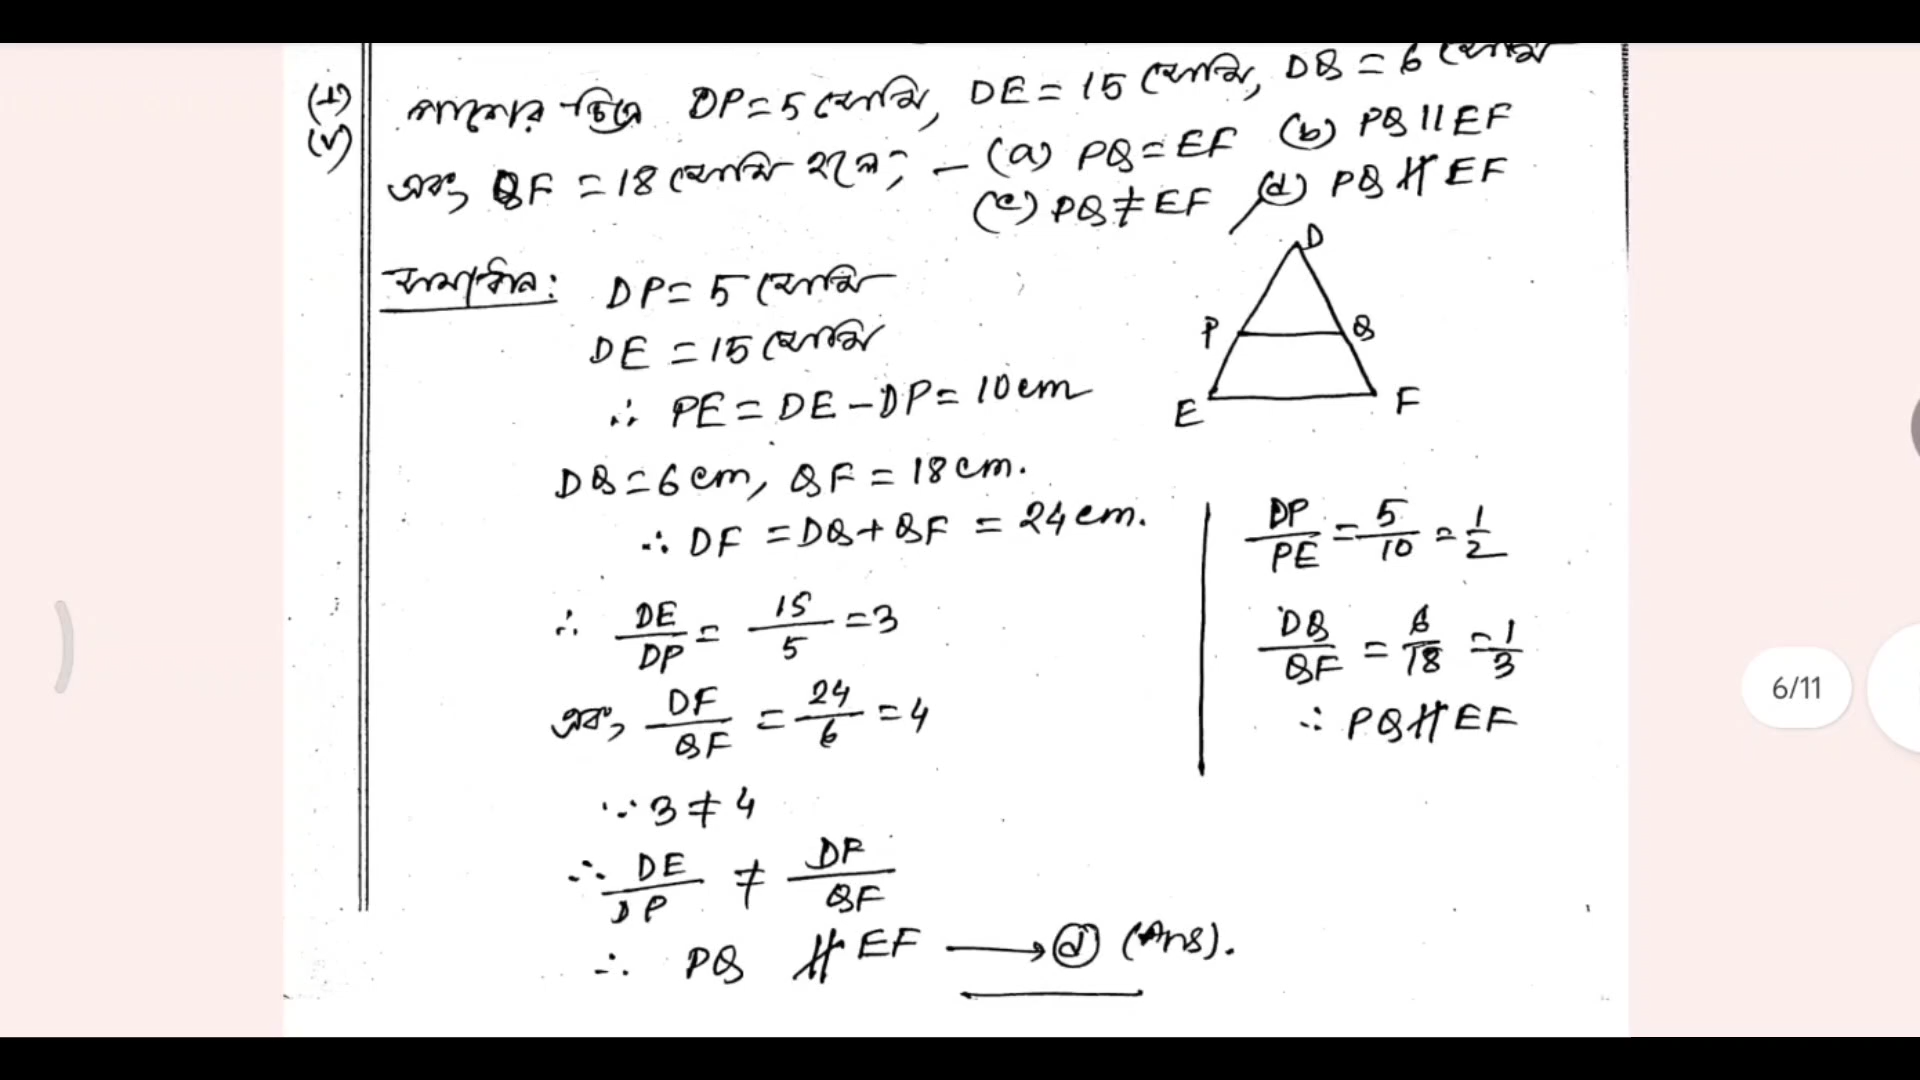 (A) পাশের চিত্রে DP = 5 সেমি, DE = 15 সেমি, DQ = 6 সেমি
(v) এবং QF = 18 সেমি হলে, — (a) PQ = EF (b) PQ || EF
(c) PQ ≠ EF (d) PQ ∦ EF
সমাধান: DP = 5 সেমি
DE = 15 সেমি
∴ PE = DE - DP = 10 cm
D
P Q
E F
DQ = 6 cm, QF = 18 cm.
∴ DF = DQ + QF = 24 cm.
∴ DE/DP = 15/5 = 3
এবং, DF/QF = 24/6 = 4
∵ 3 ≠ 4
∴ DE/DP ≠ DF/QF
∴ PQ ∦ EF → (d) (Ans).
DP/PE = 5/10 = 1/2
DQ/QF = 6/18 = 1/3
∴ PQ ∦ EF
6/11